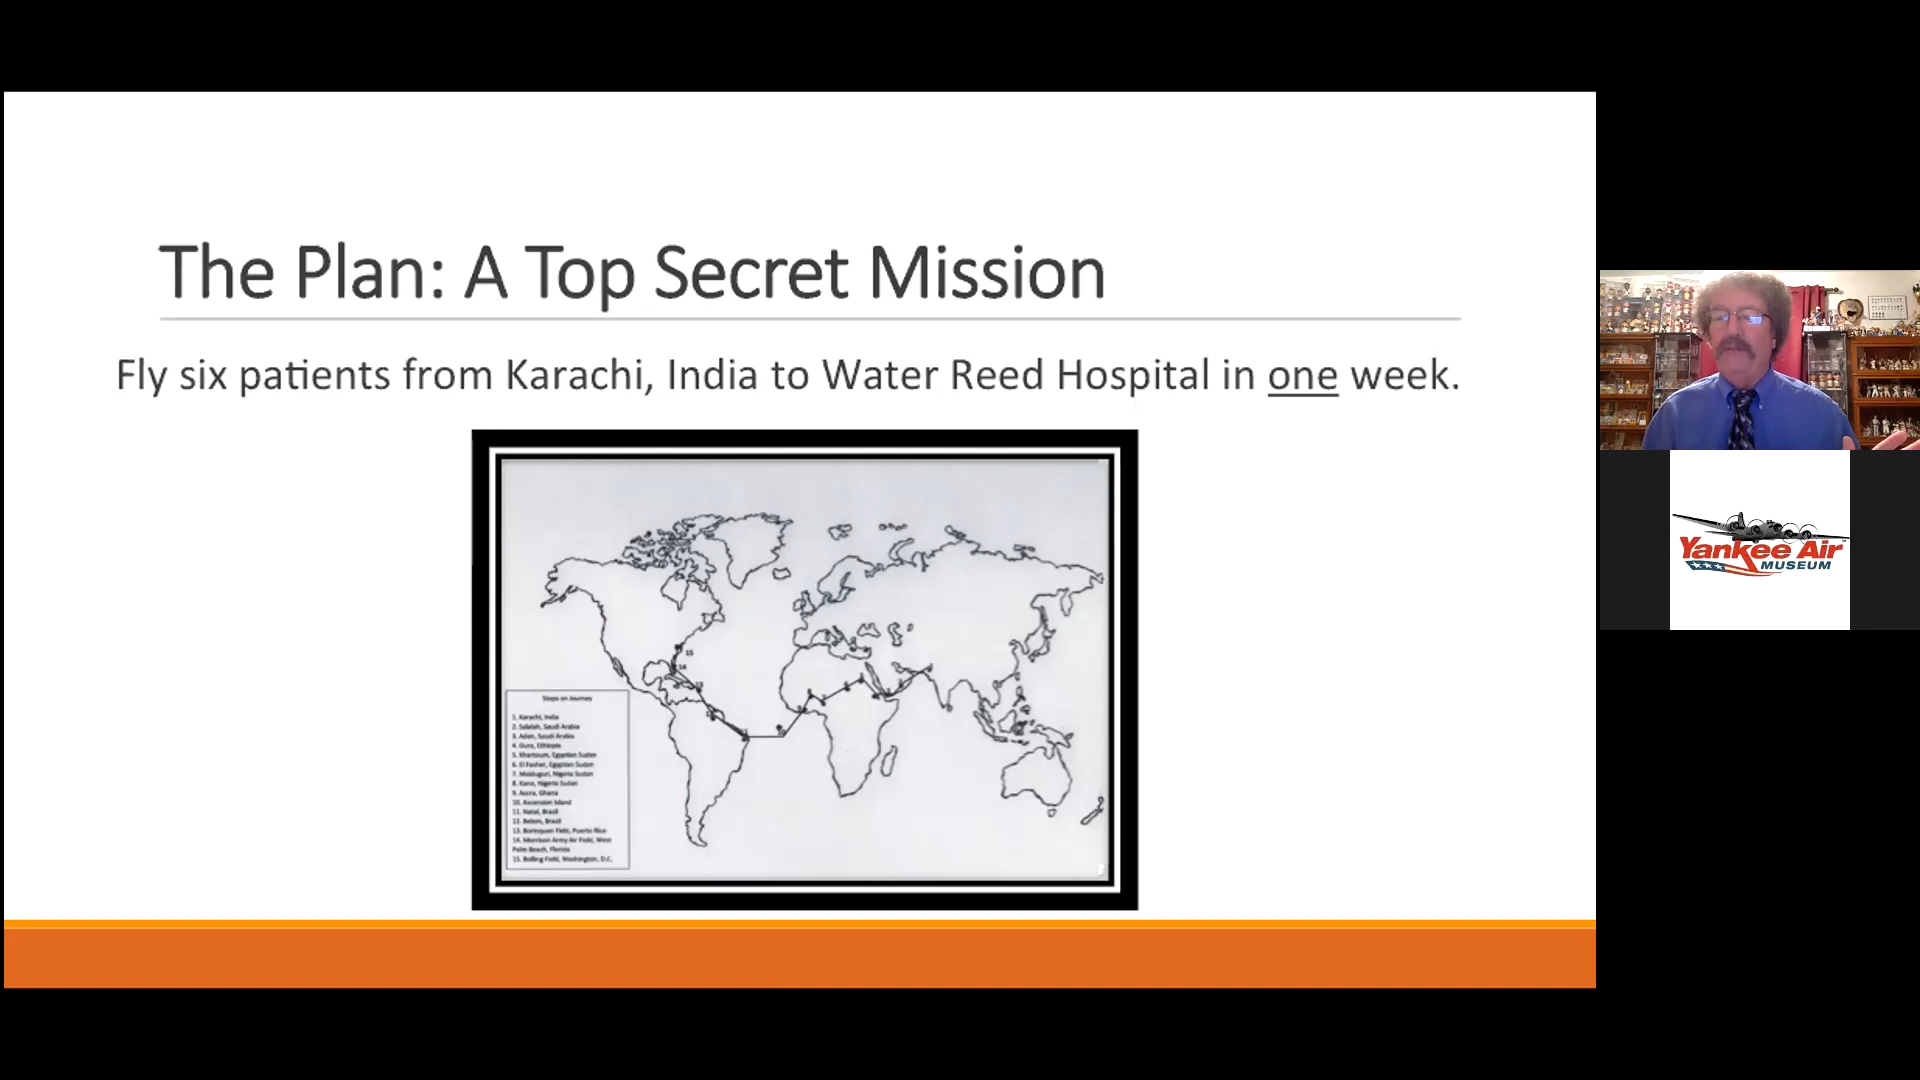 The Plan: A Top Secret Mission
Fly six patients from Karachi, India to Water Reed Hospital in one week.
15
14
13
Stops on Journey
1. Karachi, India
2. Salalah, Saudi Arabia
3. Aden, Saudi Arabia
4. Gura, Ethiopia
5. Khartoum, Egyptian Sudan
6. El Fasher, Egyptian Sudan
7. Maiduguri, Nigeria Sudan
8. Kano, Nigeria Sudan
9. Accra, Ghana
10. Ascension Island
11. Natal, Brazil
12. Belem, Brazil
13. Borinquen Field, Puerto Rico
14. Morrison Army Air Field, West
Palm Beach, Florida
15. Bolling Field, Washington, D.C.
Yankee Air
MUSEUM